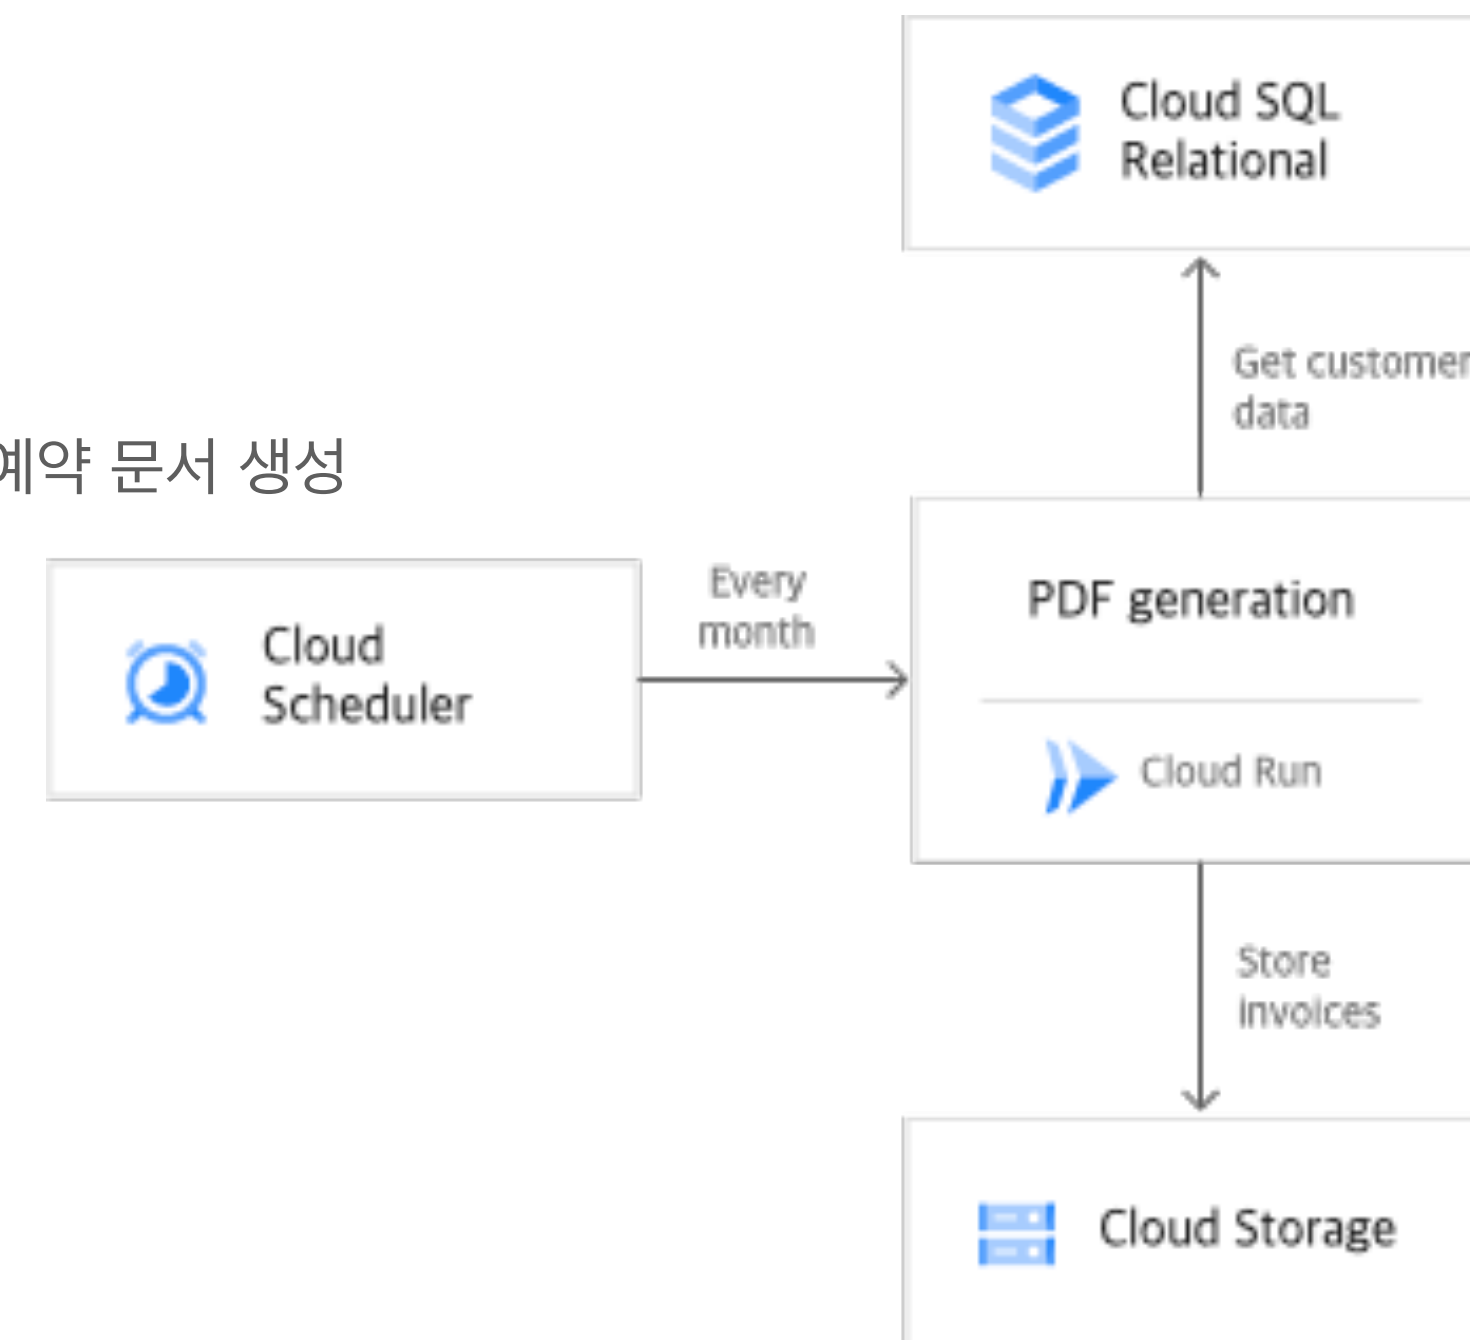 Cloud SQL
Relational
Get customer
data
예약 문서 생성
Every
month
PDF generation
Cloud
Scheduler
Cloud Run
Store
invoices
Cloud Storage